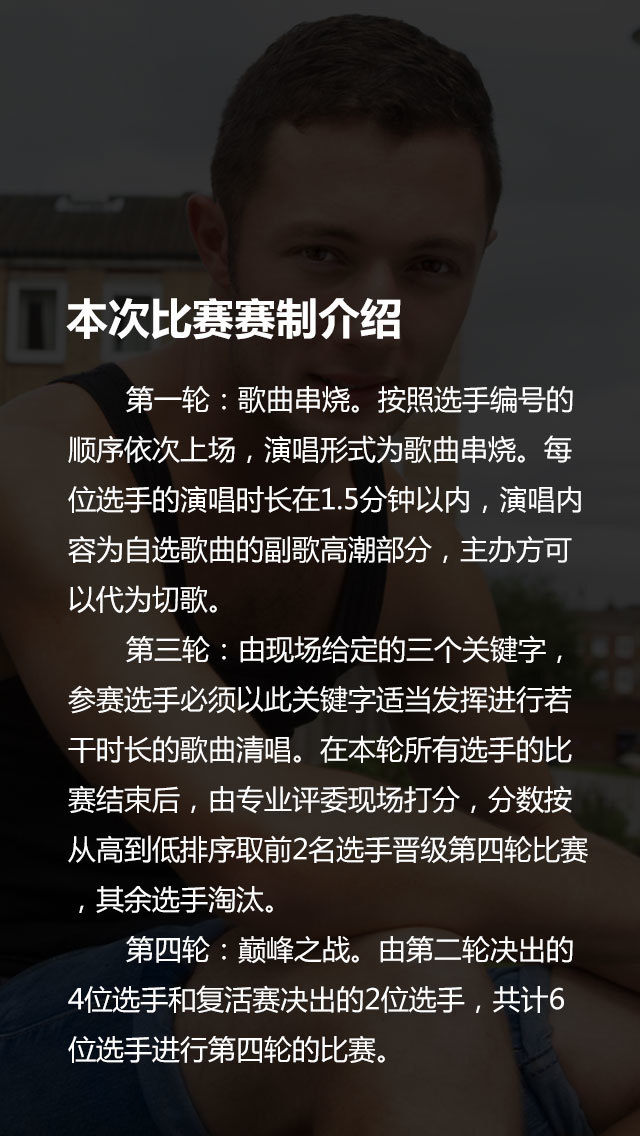 本次比赛赛制介绍
第一轮：歌曲串烧。按照选手编号的
顺序依次上场，演唱形式为歌曲串烧。每
位选手的演唱时长在1.5分钟以内，演唱内
容为自选歌曲的副歌高潮部分，主办方可
以代为切歌。
第三轮：由现场给定的三个关键字，
参赛选手必须以此关键字适当发挥进行若
干时长的歌曲清唱。在本轮所有选手的比
赛结束后，由专业评委现场打分，分数按
从高到低排序取前2名选手晋级第四轮比赛
，其余选手淘汰。
第四轮：巅峰之战。由第二轮决出的
4位选手和复活赛决出的2位选手，共计6
位选手进行第四轮的比赛。